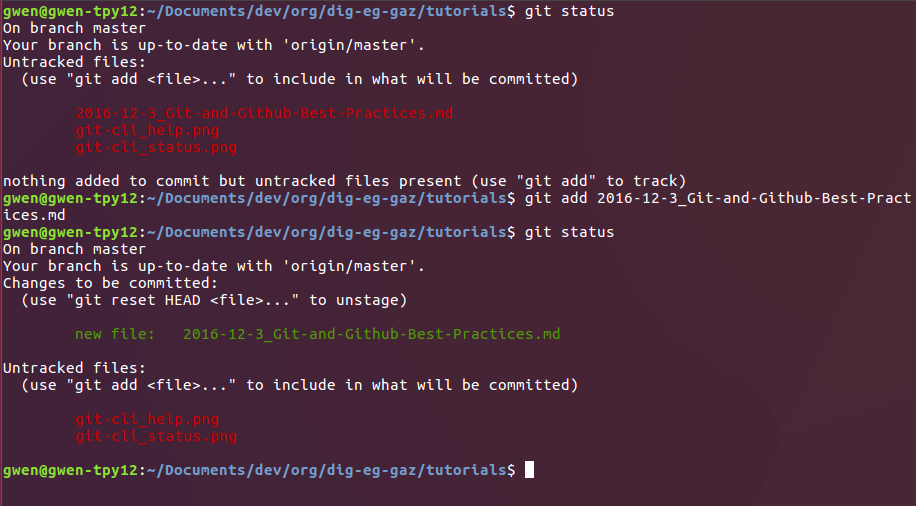 gwen@gwen-tpy12:~/Documents/dev/org/dig-eg-gaz/tutorials$ git status
On branch master
Your branch is up-to-date with 'origin/master'.
Untracked files:
  (use "git add <file>..." to include in what will be committed)

        2016-12-3_Git-and-Github-Best-Practices.md
        git-cli_help.png
        git-cli_status.png

nothing added to commit but untracked files present (use "git add" to track)
gwen@gwen-tpy12:~/Documents/dev/org/dig-eg-gaz/tutorials$ git add 2016-12-3_Git-and-Github-Best-Pract
ices.md
gwen@gwen-tpy12:~/Documents/dev/org/dig-eg-gaz/tutorials$ git status
On branch master
Your branch is up-to-date with 'origin/master'.
Changes to be committed:
  (use "git reset HEAD <file>..." to unstage)

        new file:   2016-12-3_Git-and-Github-Best-Practices.md

Untracked files:
  (use "git add <file>..." to include in what will be committed)

        git-cli_help.png
        git-cli_status.png

gwen@gwen-tpy12:~/Documents/dev/org/dig-eg-gaz/tutorials$